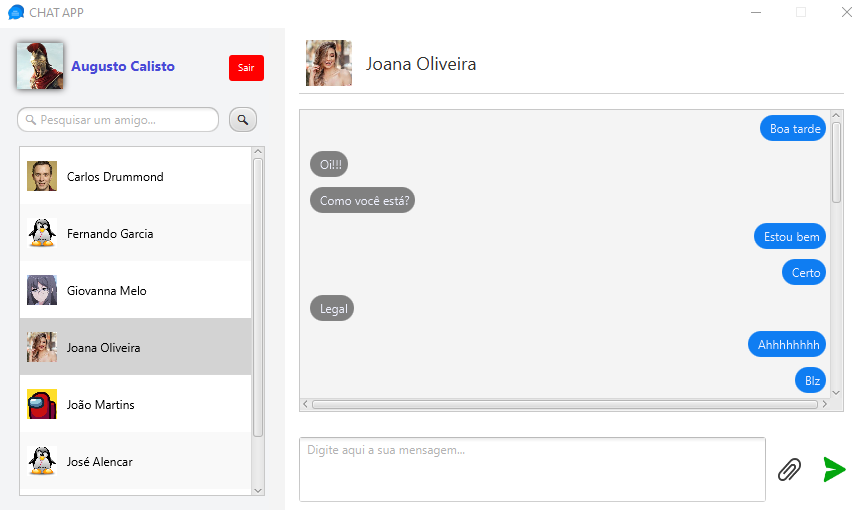 CHAT APP
Augusto Calisto
Sair
Pesquisar um amigo...
Carlos Drummond
Fernando Garcia
Giovanna Melo
Joana Oliveira
João Martins
José Alencar
Joana Oliveira
Boa tarde
Oi!!!
Como você está?
Estou bem
Certo
Legal
Ahhhhhhhh
Blz
Digite aqui a sua mensagem...